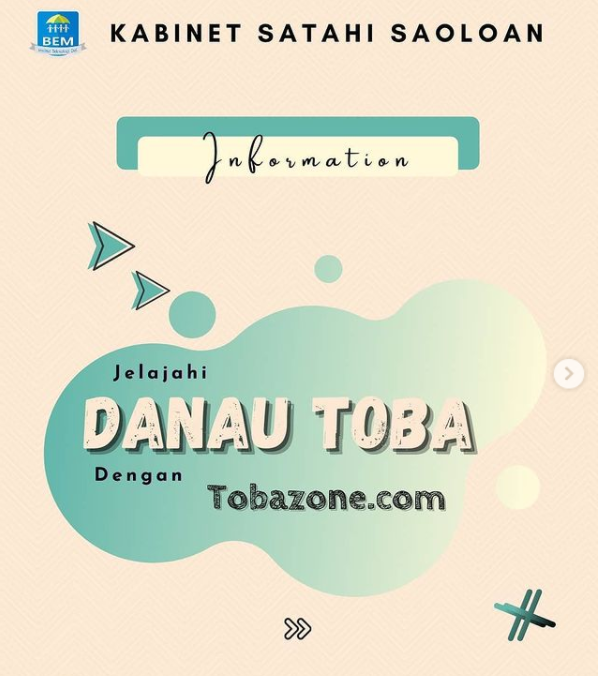 BEM
KABINET SATAHI SAOLOAN
Information
Jelajahi
DANAU TOBA
Dengan
Tobazone.com